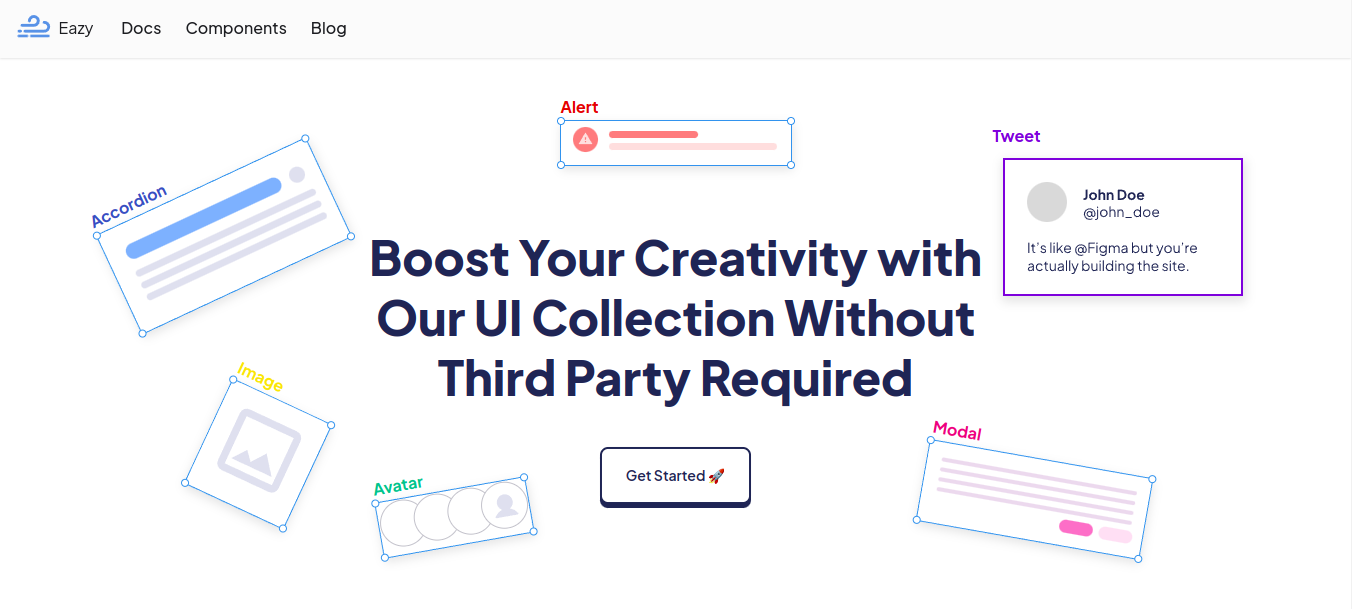 Eazy Docs Components Blog
Alert
Tweet
Accordion
John Doe
@john_doe
It's like @Figma but you're
actually building the site.
Boost Your Creativity with
Our UI Collection Without
Third Party Required
Image
Modal
Avatar
Get Started 🚀